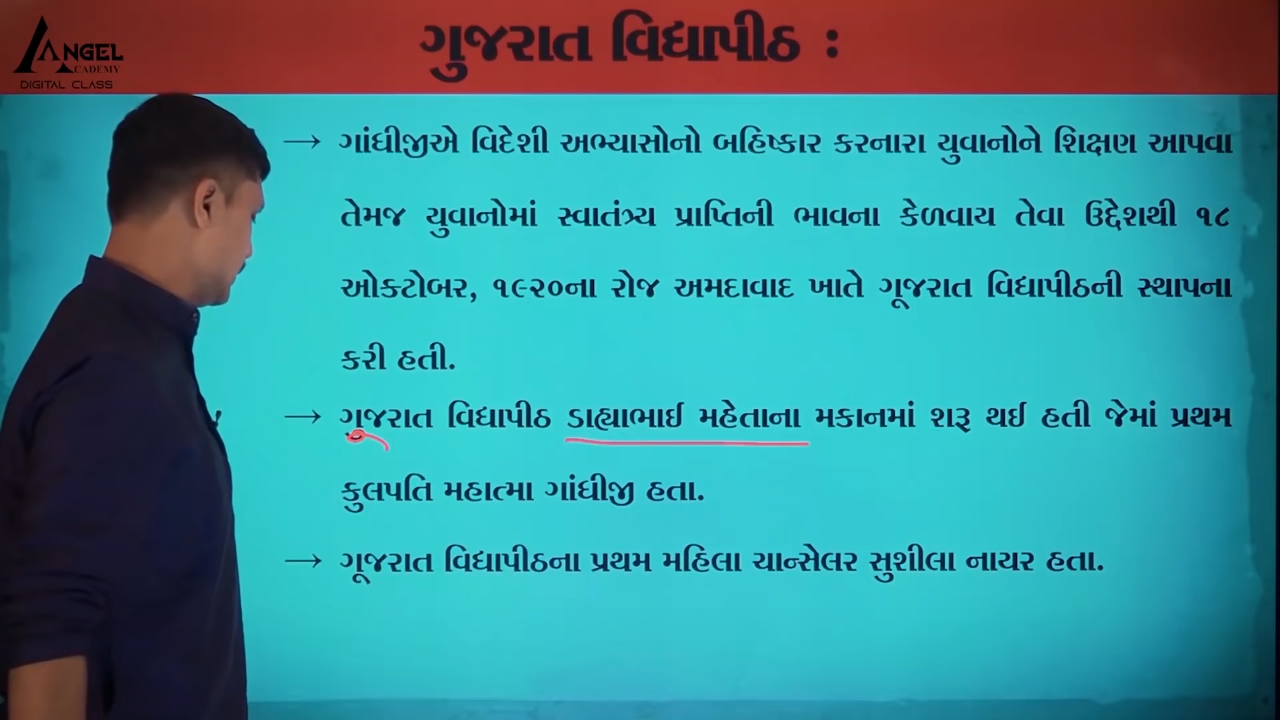 ANGEL
ACADEMY
DIGITAL CLASS
ગુજરાત વિદ્યાપીઠ :
→ ગાંધીજીએ વિદેશી અભ્યાસોનો બહિષ્કાર કરનારા યુવાનોને શિક્ષણ આપવા
તેમજ યુવાનોમાં સ્વાતંત્ર્ય પ્રાપ્તિની ભાવના કેળવાય તેવા ઉદ્દેશથી ૧૮
ઓક્ટોબર, ૧૯૨૦ના રોજ અમદાવાદ ખાતે ગૂજરાત વિદ્યાપીઠની સ્થાપના
કરી હતી.
→ ગૂજરાત વિદ્યાપીઠ ડાહ્યાભાઈ મહેતાના મકાનમાં શરૂ થઈ હતી જેમાં પ્રથમ
કુલપતિ મહાત્મા ગાંધીજી હતા.
→ ગૂજરાત વિદ્યાપીઠના પ્રથમ મહિલા ચાન્સેલર સુશીલા નાયર હતા.